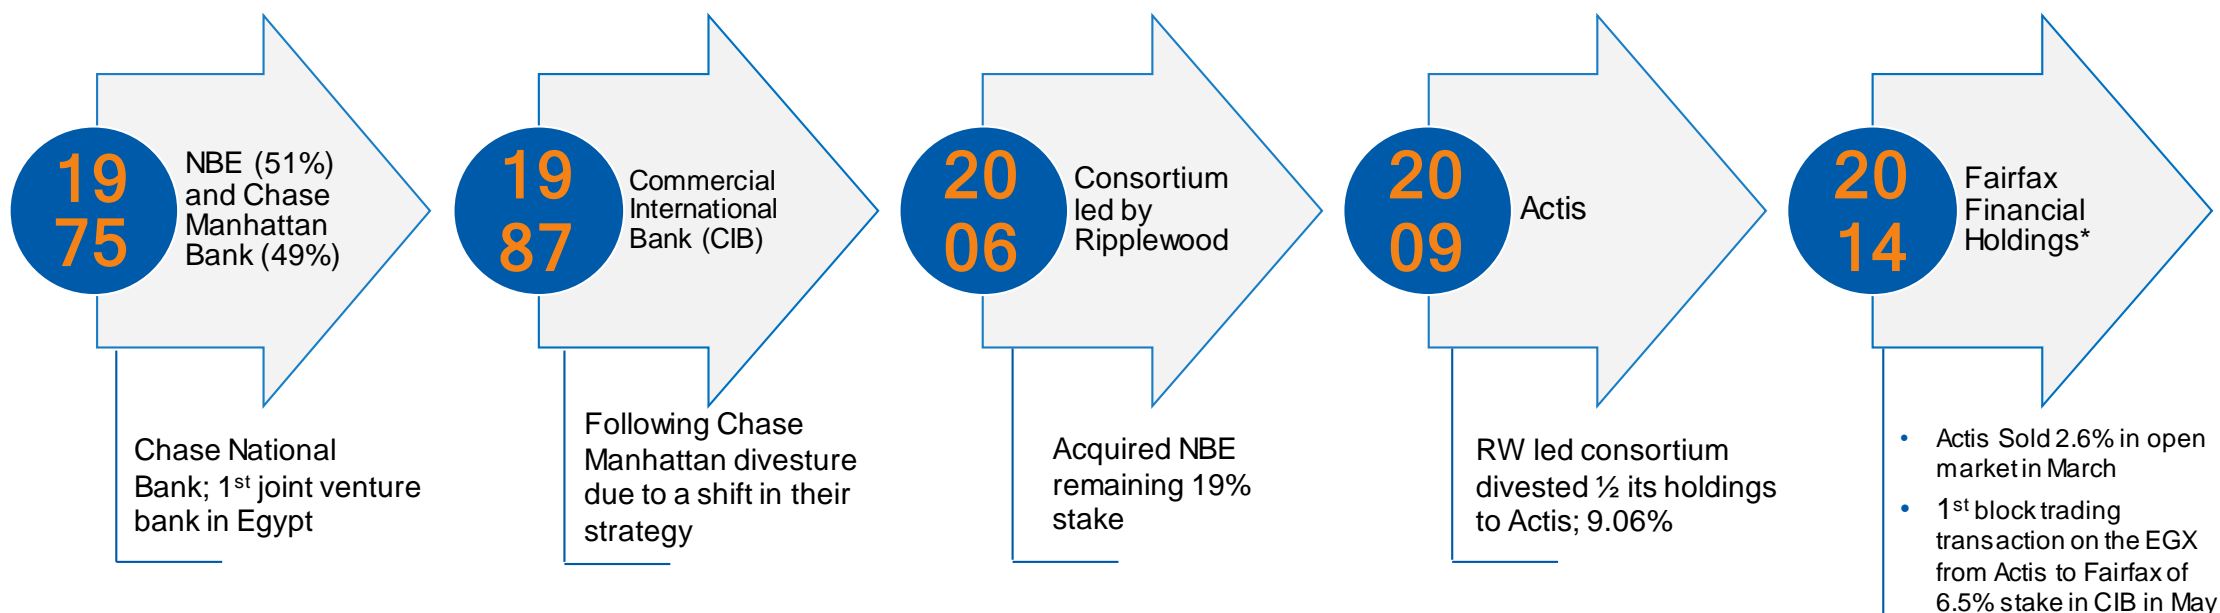 19
75
NBE (51%)
and Chase
Manhattan
Bank (49%)
Chase National
Bank; 1st joint venture
bank in Egypt
19
87
Commercial
International
Bank (CIB)
Following Chase
Manhattan divesture
due to a shift in their
strategy
20
06
Consortium
led by
Ripplewood
Acquired NBE
remaining 19%
stake
20
09
Actis
RW led consortium
divested ½ its holdings
to Actis; 9.06%
20
14
Fairfax
Financial
Holdings*
• Actis Sold 2.6% in open
market in March
• 1st block trading
transaction on the EGX
from Actis to Fairfax of
6.5% stake in CIB in May